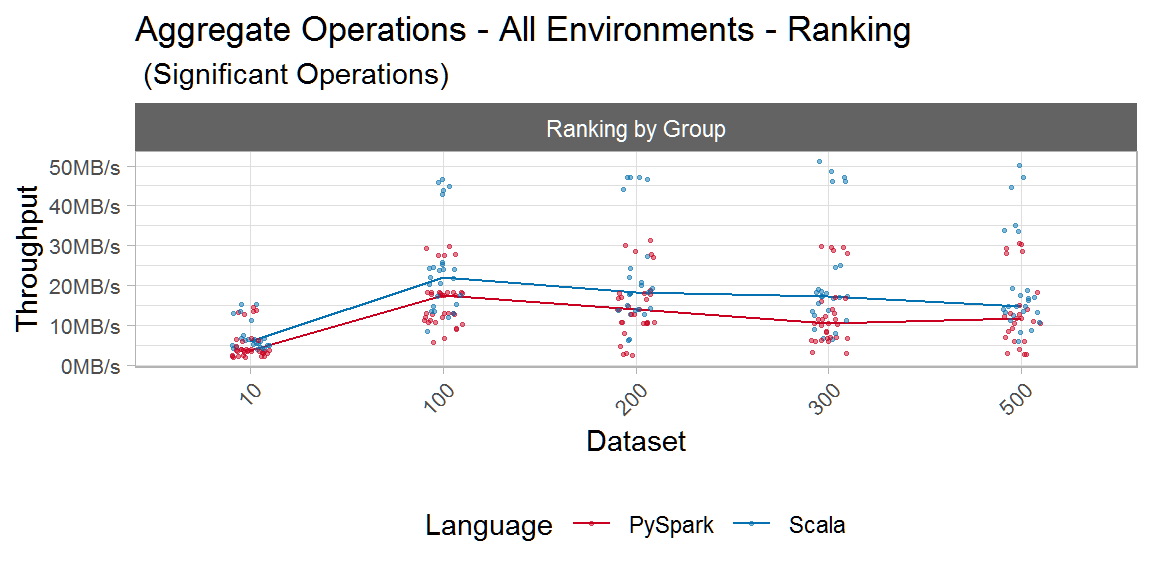 Aggregate Operations - All Environments - Ranking
(Significant Operations)
Ranking by Group
Throughput
50MB/s
40MB/s
30MB/s
20MB/s
10MB/s
0MB/s
10
100
200
300
500
Dataset
Language PySpark Scala